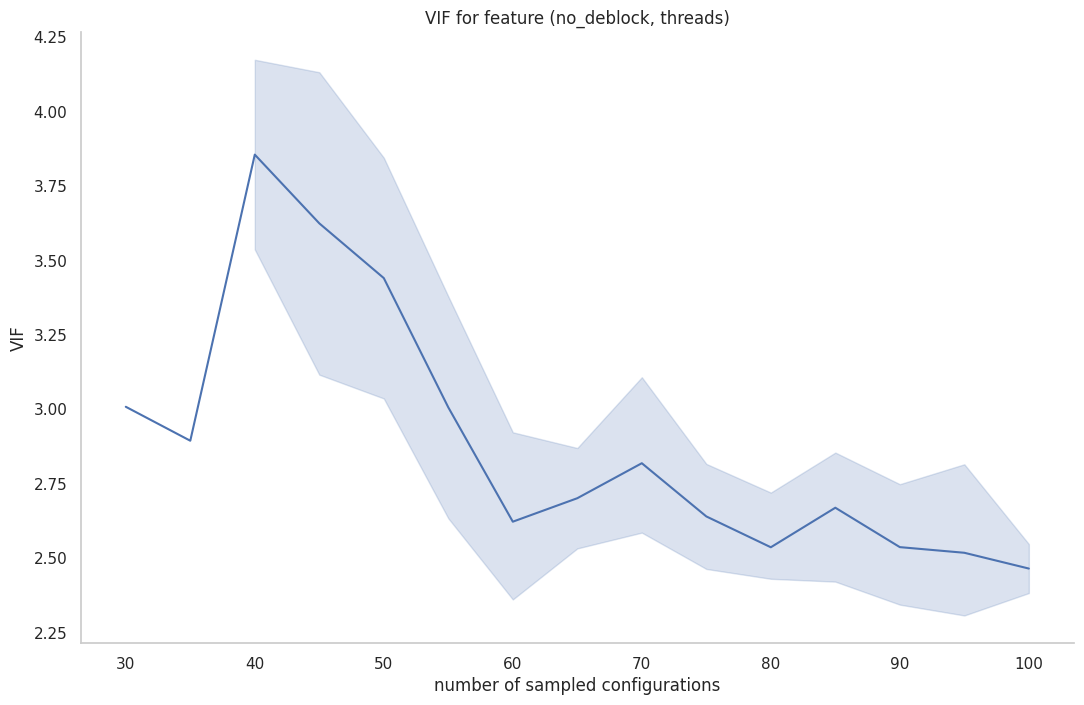 VIF for feature (no_deblock, threads)
4.25
4.00
3.75
3.50
3.25
3.00
2.75
2.50
2.25
VIF
30 40 50 60 70 80 90 100
number of sampled configurations